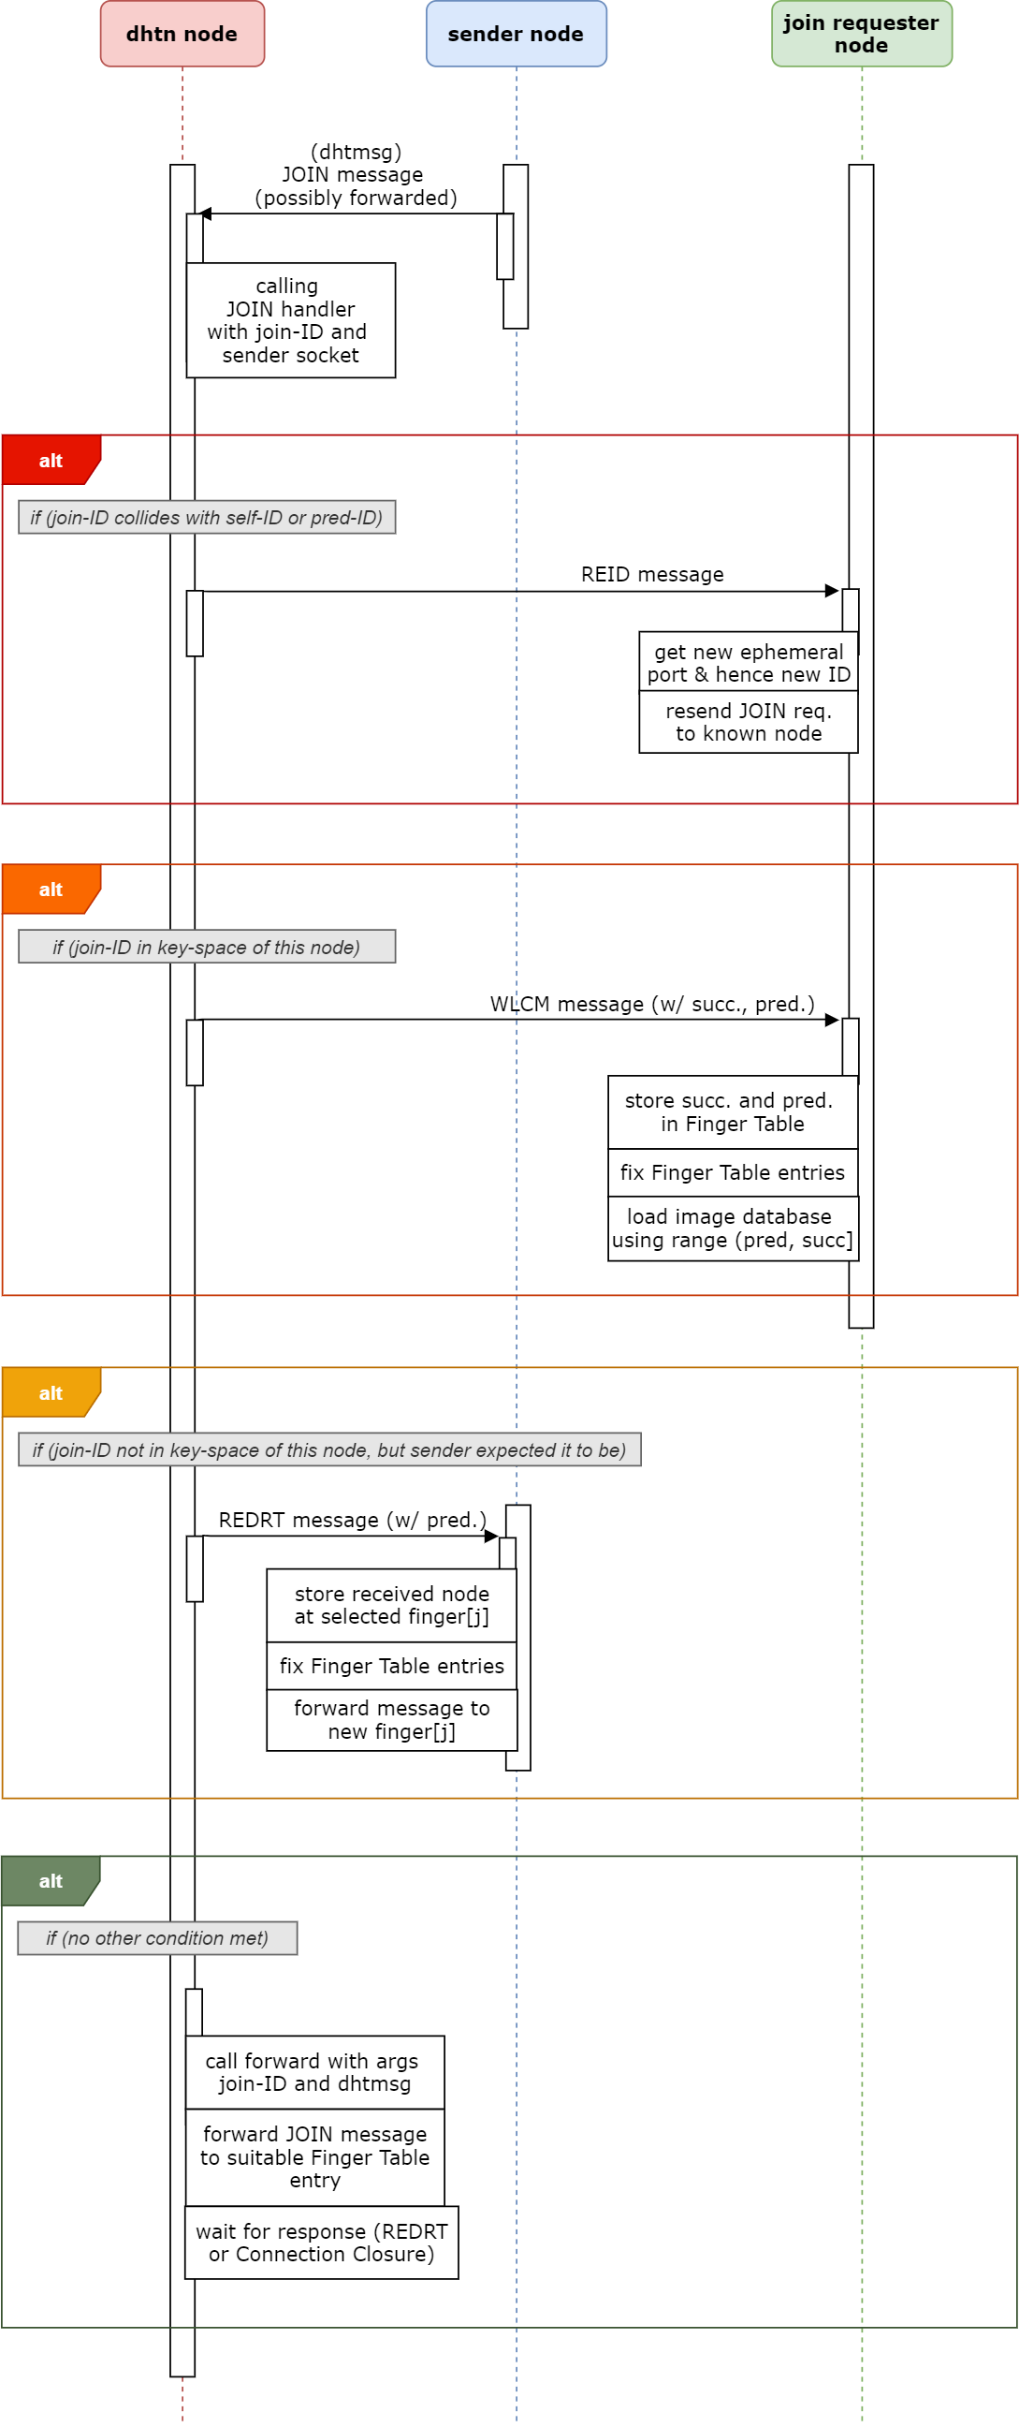 dhtn node
sender node
join requester
node
(dhtmsg)
JOIN message
(possibly forwarded)
calling
JOIN handler
with join-ID and
sender socket
alt
if (join-ID collides with self-ID or pred-ID)
REID message
get new ephemeral
port & hence new ID
resend JOIN req.
to known node
alt
if (join-ID in key-space of this node)
WLCM message (w/ succ., pred.)
store succ. and pred.
in Finger Table
fix Finger Table entries
load image database
using range (pred, succ]
alt
if (join-ID not in key-space of this node, but sender expected it to be)
REDRT message (w/ pred.)
store received node
at selected finger[j]
fix Finger Table entries
forward message to
new finger[j]
alt
if (no other condition met)
call forward with args
join-ID and dhtmsg
forward JOIN message
to suitable Finger Table
entry
wait for response (REDRT
or Connection Closure)